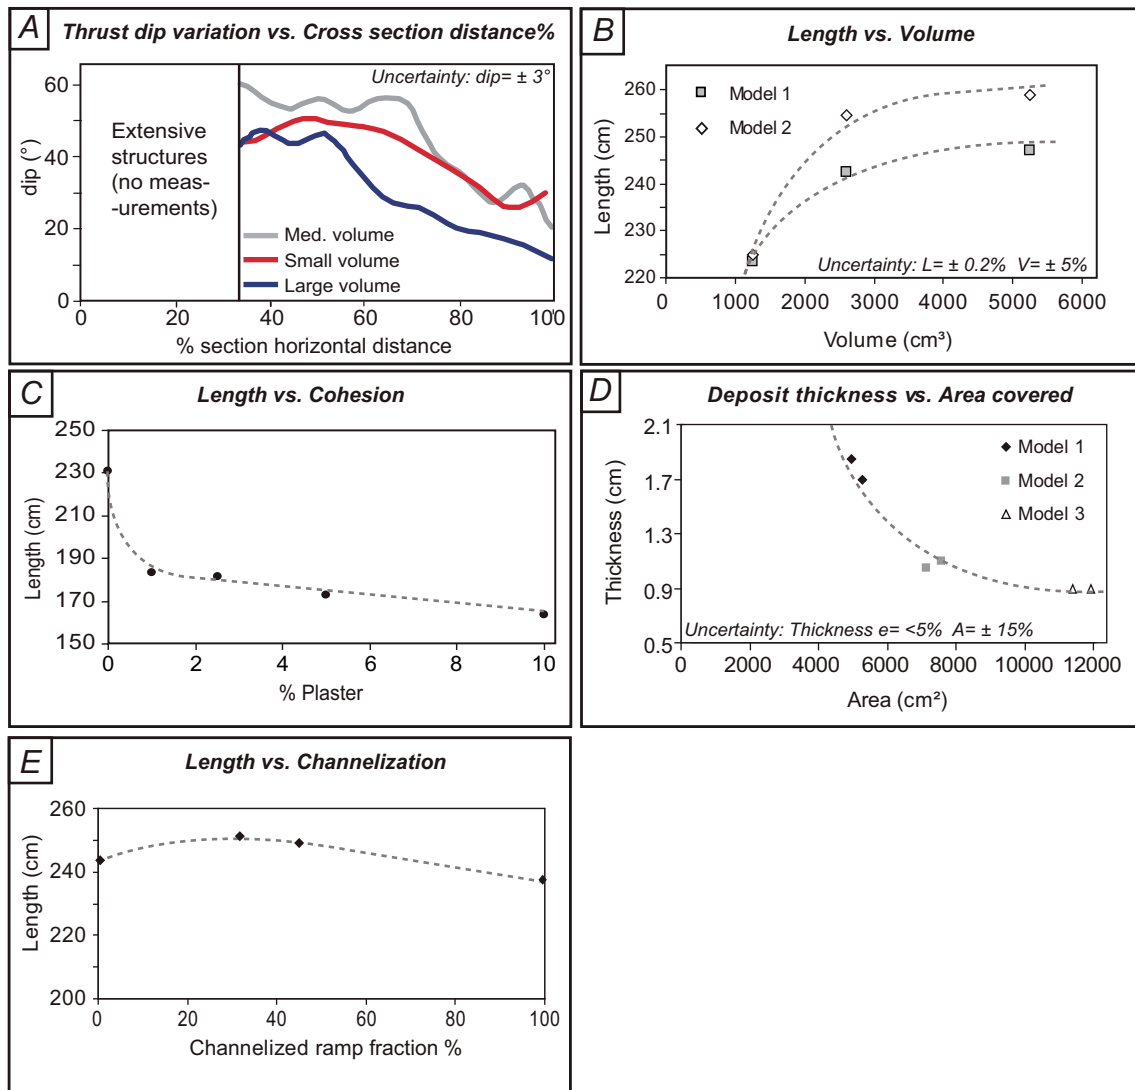 A
Thrust dip variation vs. Cross section distance%
Uncertainty: dip= ± 3°
60
40
20
0
dip (°)
Extensive
structures
(no meas-
-urements)
Med. volume
Small volume
Large volume
0 20 40 60 80 100
% section horizontal distance
B
Length vs. Volume
Model 1
Model 2
260
250
240
230
220
Length (cm)
Uncertainty: L= ± 0.2% V= ± 5%
0 1000 2000 3000 4000 5000 6000
Volume (cm³)
C
Length vs. Cohesion
250
230
210
190
170
150
Length (cm)
0 2 4 6 8 10
% Plaster
D
Deposit thickness vs. Area covered
2.1
1.7
1.3
0.9
0.5
Thickness (cm)
Model 1
Model 2
Model 3
Uncertainty: Thickness e= <5% A= ± 15%
0 2000 4000 6000 8000 10000 12000
Area (cm²)
E
Length vs. Channelization
260
240
220
200
Length (cm)
0 20 40 60 80 100
Channelized ramp fraction %